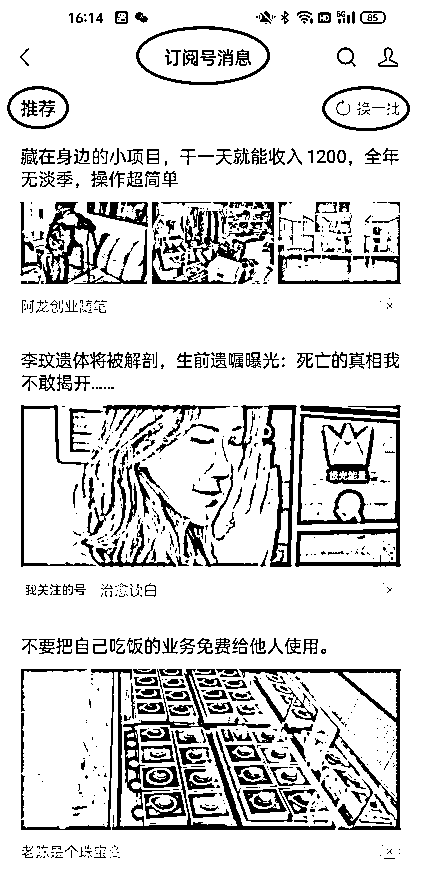 16:14
HD 5G 85
订阅号消息
推荐
换一批
藏在身边的小项目，干一天就能收入1200，全年
无淡季，操作超简单
阿龙创业随笔
李玟遗体将被解剖，生前遗嘱曝光：死亡的真相我
不敢揭开……
我关注的号 治愈读白
不要把自己吃饭的业务免费给他人使用。
老陈是个珠宝商